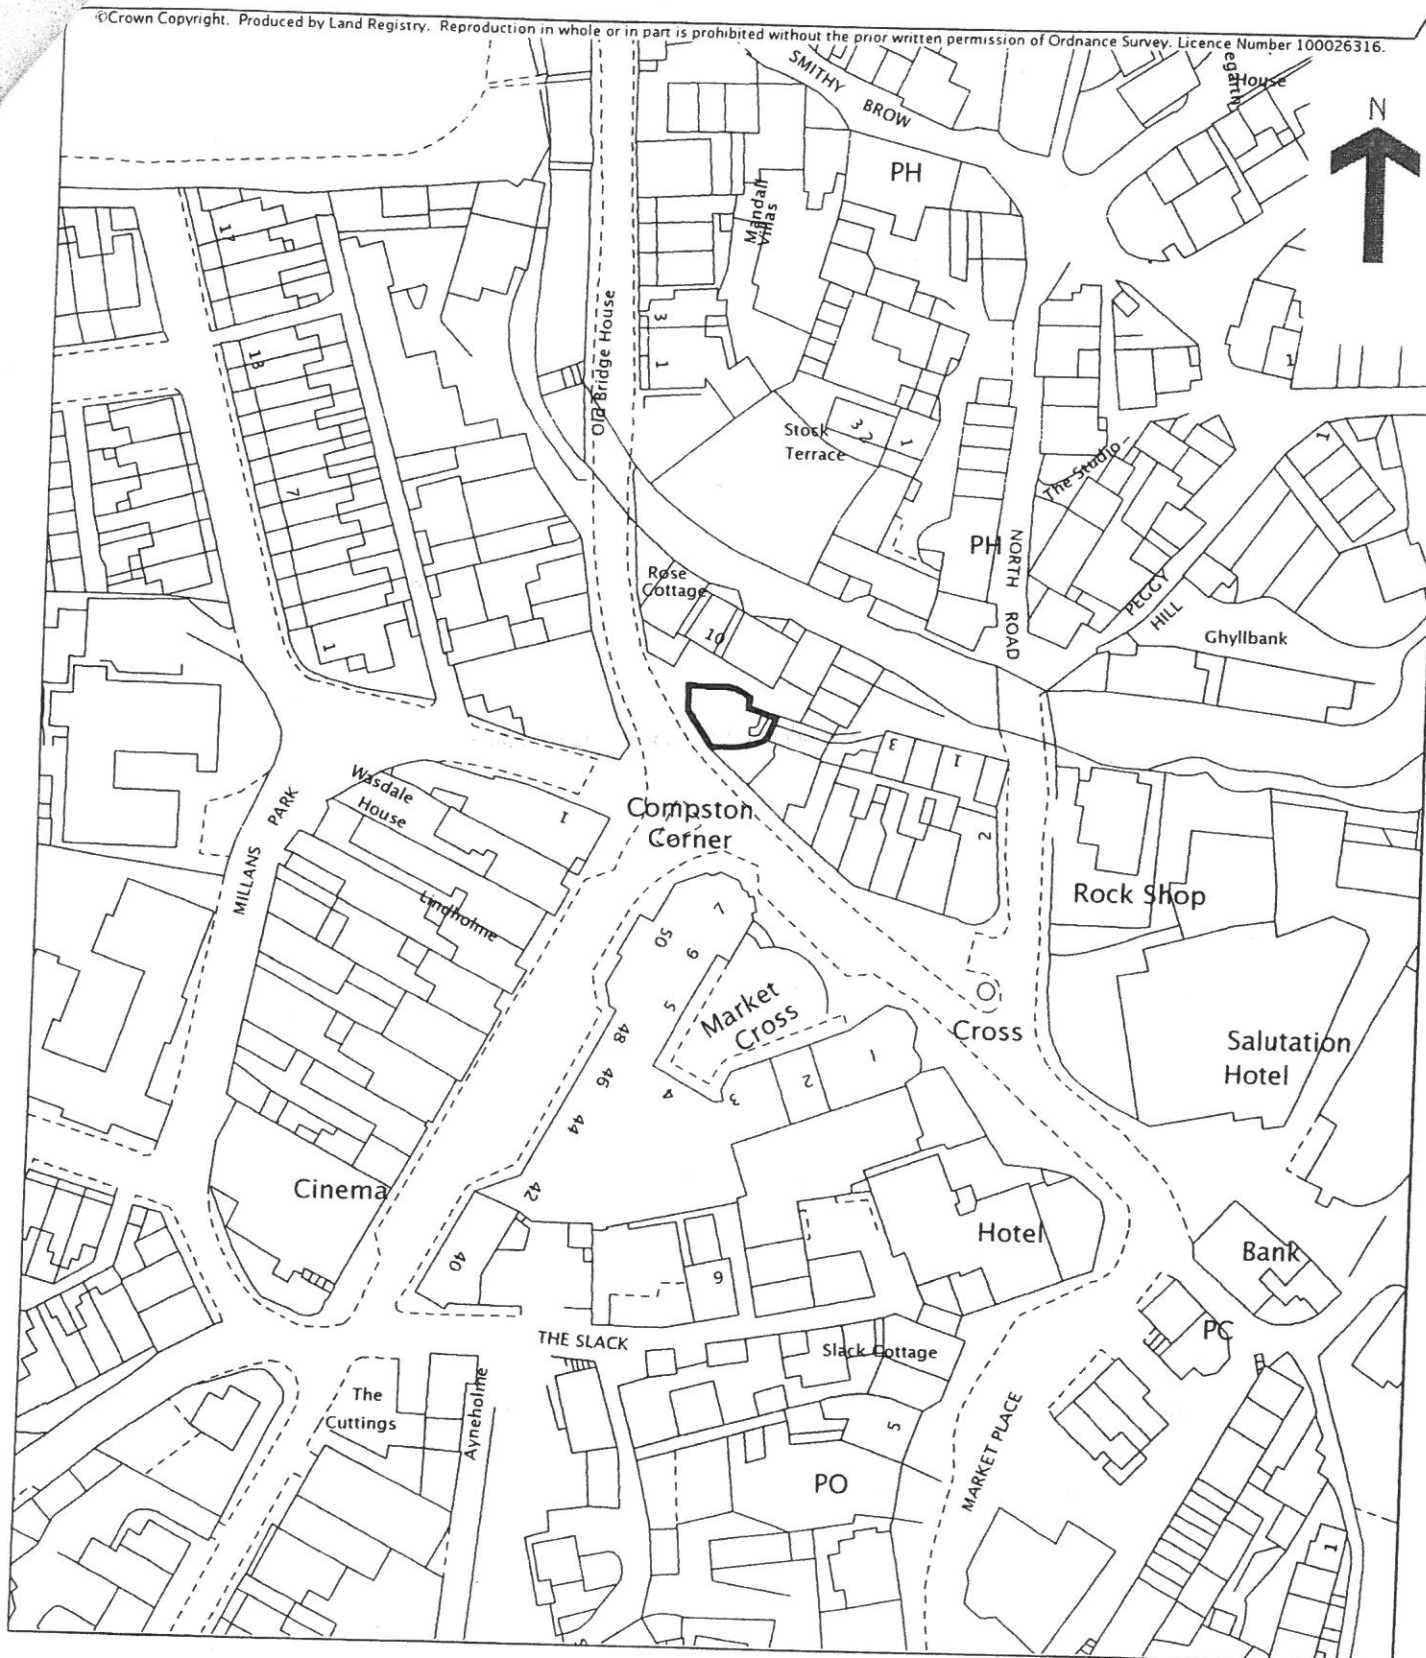 ©Crown Copyright. Produced by Land Registry. Reproduction in whole or in part is prohibited without the prior written permission of Ordnance Survey. Licence Number 100026316.
SMITHY
BROW
House
N
PH
Mandall
Villas
17
Old Bridge House
3
1
18
1
Stock
Terrace
3
2
1
1
The Studio
7
PH
NORTH
ROAD
Rose
Cottage
10
PEGGY
HILL
Ghyllbank
1
3
1
2
Wasdale
House
1
Compston
Corner
MILLANS
PARK
Lindholme
Rock Shop
7
50
6
5
48
46
44
42
40
Market
Cross
4
3
2
1
Cross
Salutation
Hotel
Cinema
Hotel
Bank
9
THE SLACK
Slack Cottage
PC
The
Cuttings
Ayneholme
5
MARKET PLACE
PO
1